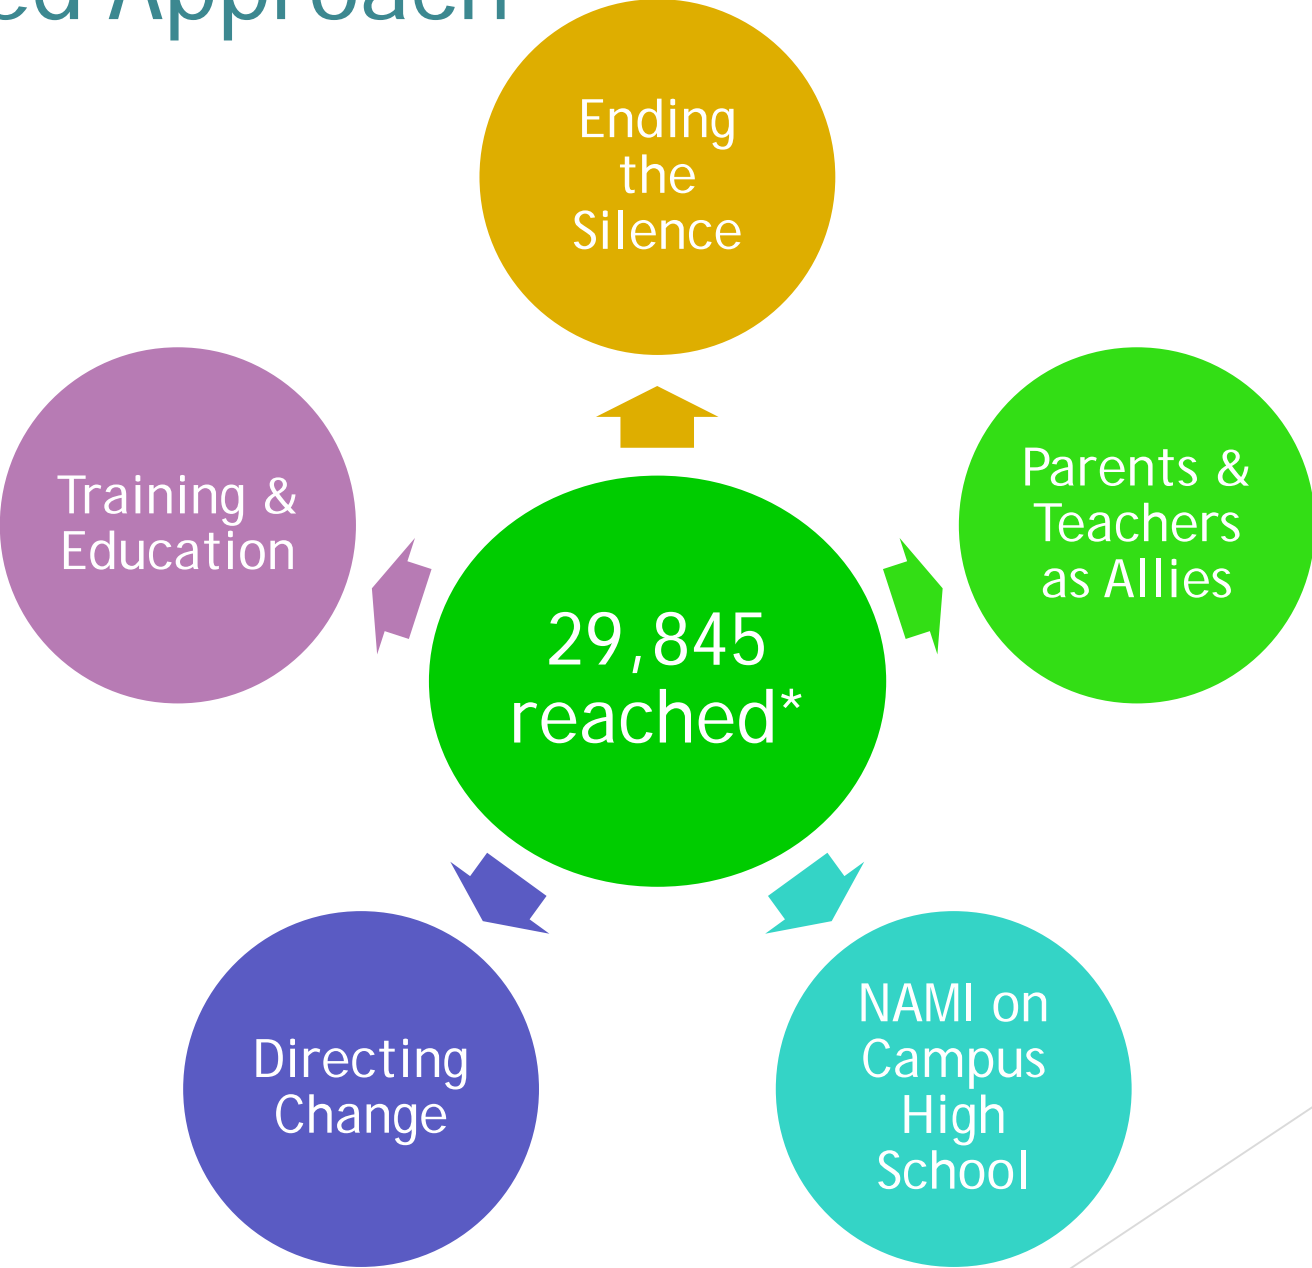 Approach
Ending
the
Silence
Training &
Education
Parents &
Teachers
as Allies
29,845
reached*
Directing
Change
NAMI on
Campus
High
School